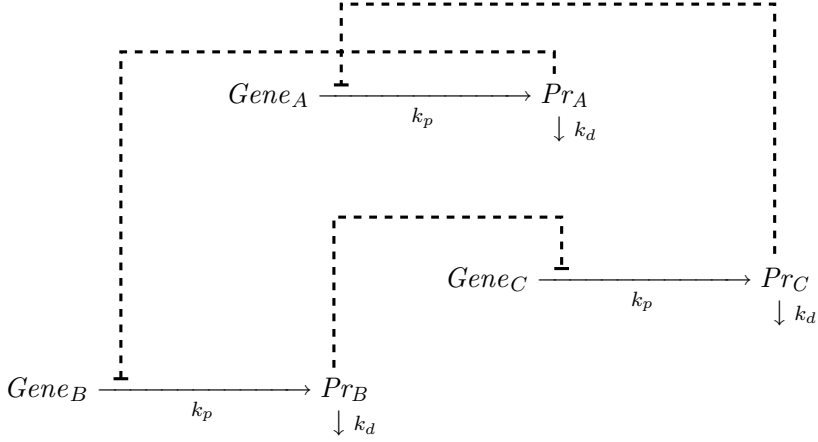 Gene_A k_p Pr_A
k_d
Gene_C k_p Pr_C
k_d
Gene_B k_p Pr_B
k_d